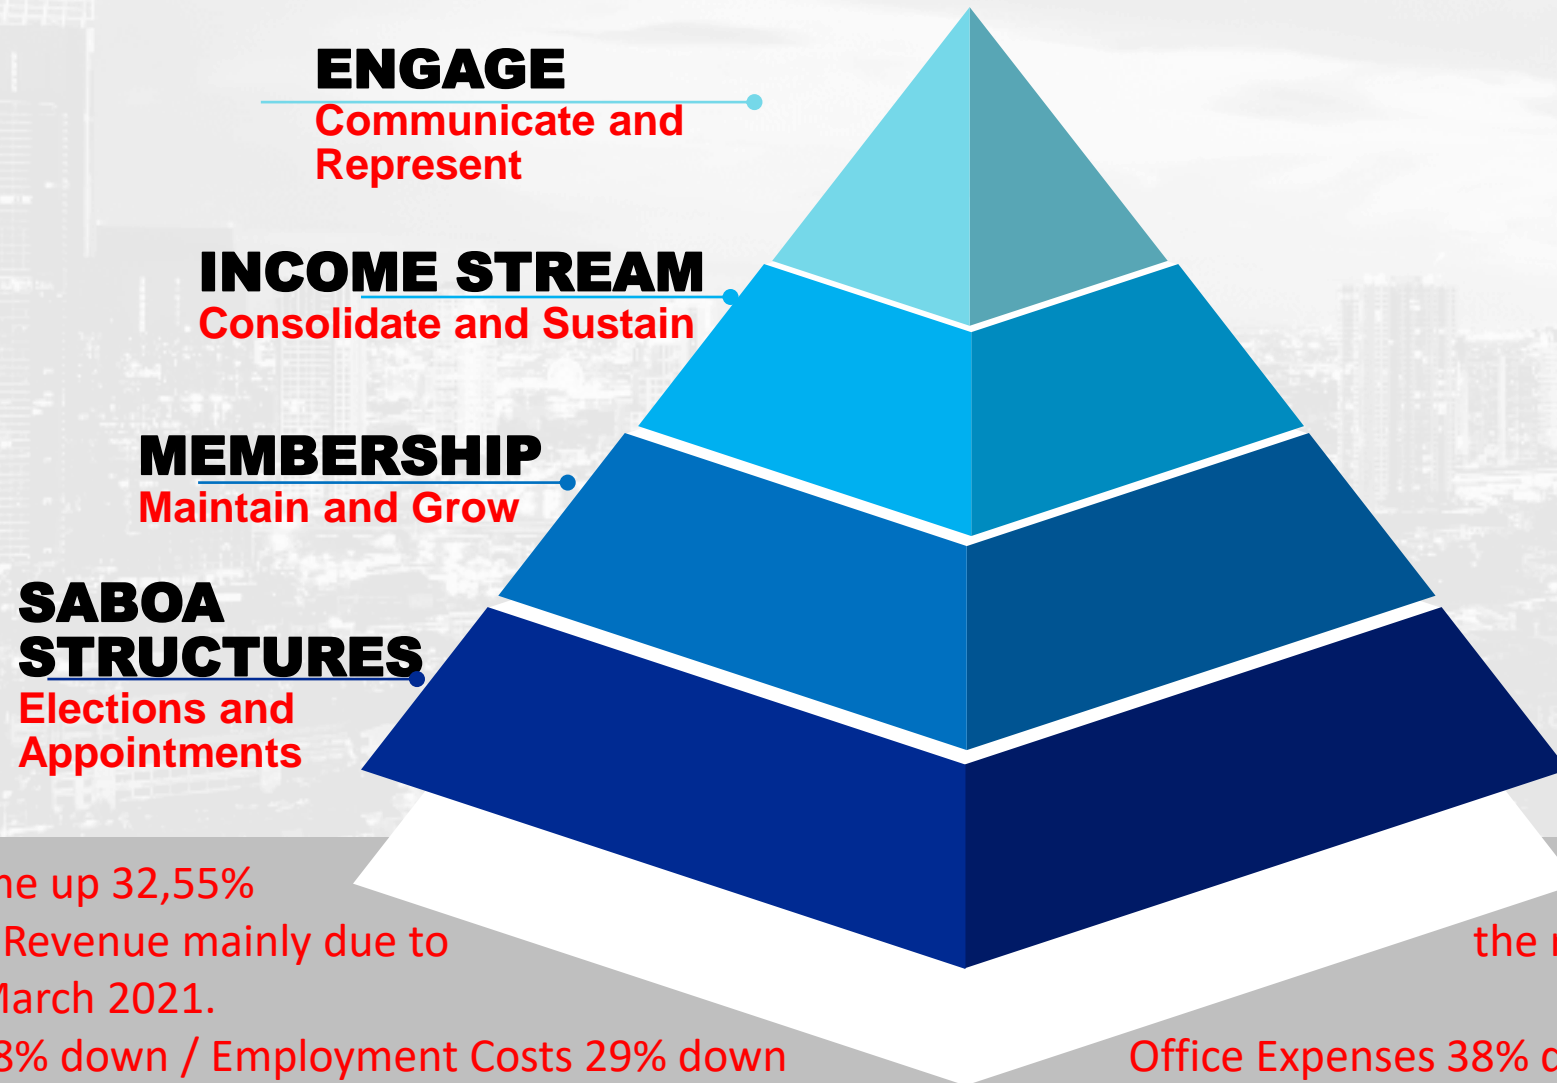 ENGAGE
Communicate and
Represent
INCOME STREAM
Consolidate and Sustain
MEMBERSHIP
Maintain and Grow
SABOA
STRUCTURES
Elections and
Appointments
up 32,55%
Revenue mainly due to the
March 2021.
8% down / Employment Costs 29% down Office Expenses 38%